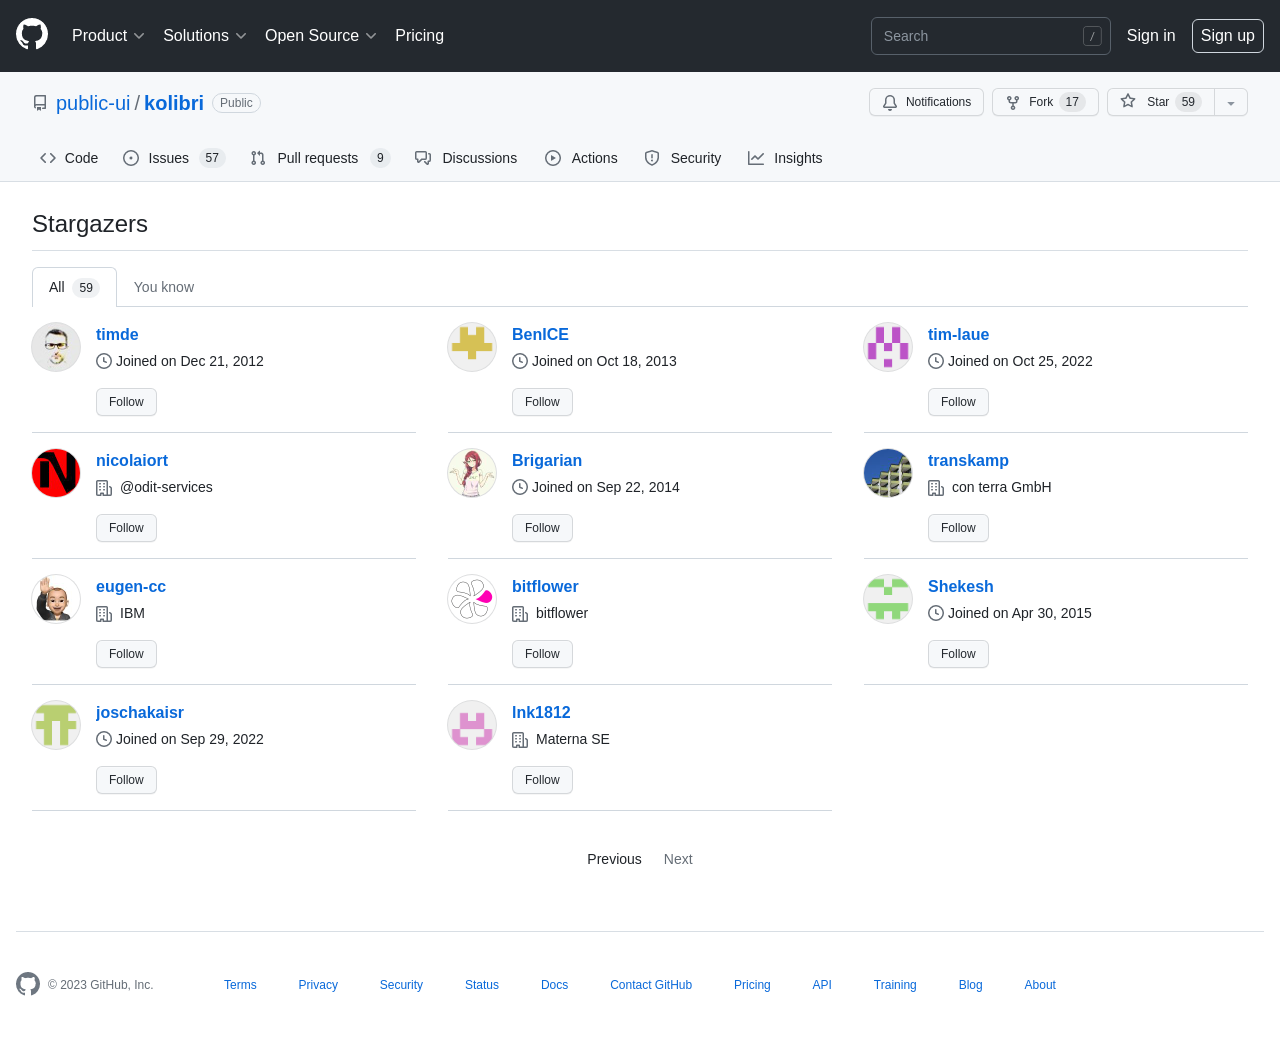 Product Solutions Open Source Pricing Search / Sign in Sign up
public-ui / kolibri Public Notifications Fork 17 Star 59
Code Issues 57 Pull requests 9 Discussions Actions Security Insights
Stargazers
All 59 You know
timde BenICE tim-laue
Joined on Dec 21, 2012 Joined on Oct 18, 2013 Joined on Oct 25, 2022
Follow Follow Follow
nicolaiort Brigarian transkamp
@odit-services Joined on Sep 22, 2014 con terra GmbH
Follow Follow Follow
eugen-cc bitflower Shekesh
IBM bitflower Joined on Apr 30, 2015
Follow Follow Follow
joschakaisr lnk1812
Joined on Sep 29, 2022 Materna SE
Follow Follow
Previous Next
© 2023 GitHub, Inc. Terms Privacy Security Status Docs Contact GitHub Pricing API Training Blog About